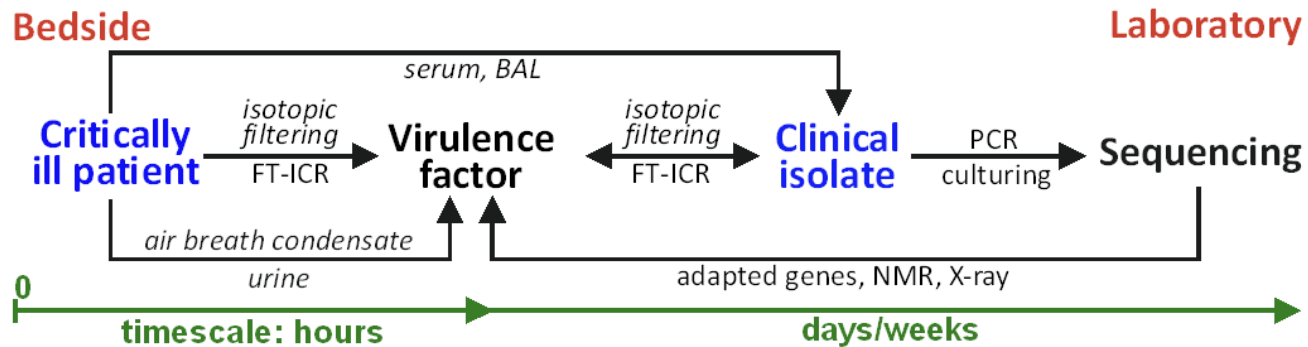 Bedside
Laboratory
serum, BAL
Critically
ill patient
isotopic
filtering
FT-ICR
Virulence
factor
isotopic
filtering
FT-ICR
Clinical
isolate
PCR
culturing
Sequencing
air breath condensate
urine
adapted genes, NMR, X-ray
0
timescale: hours
days/weeks